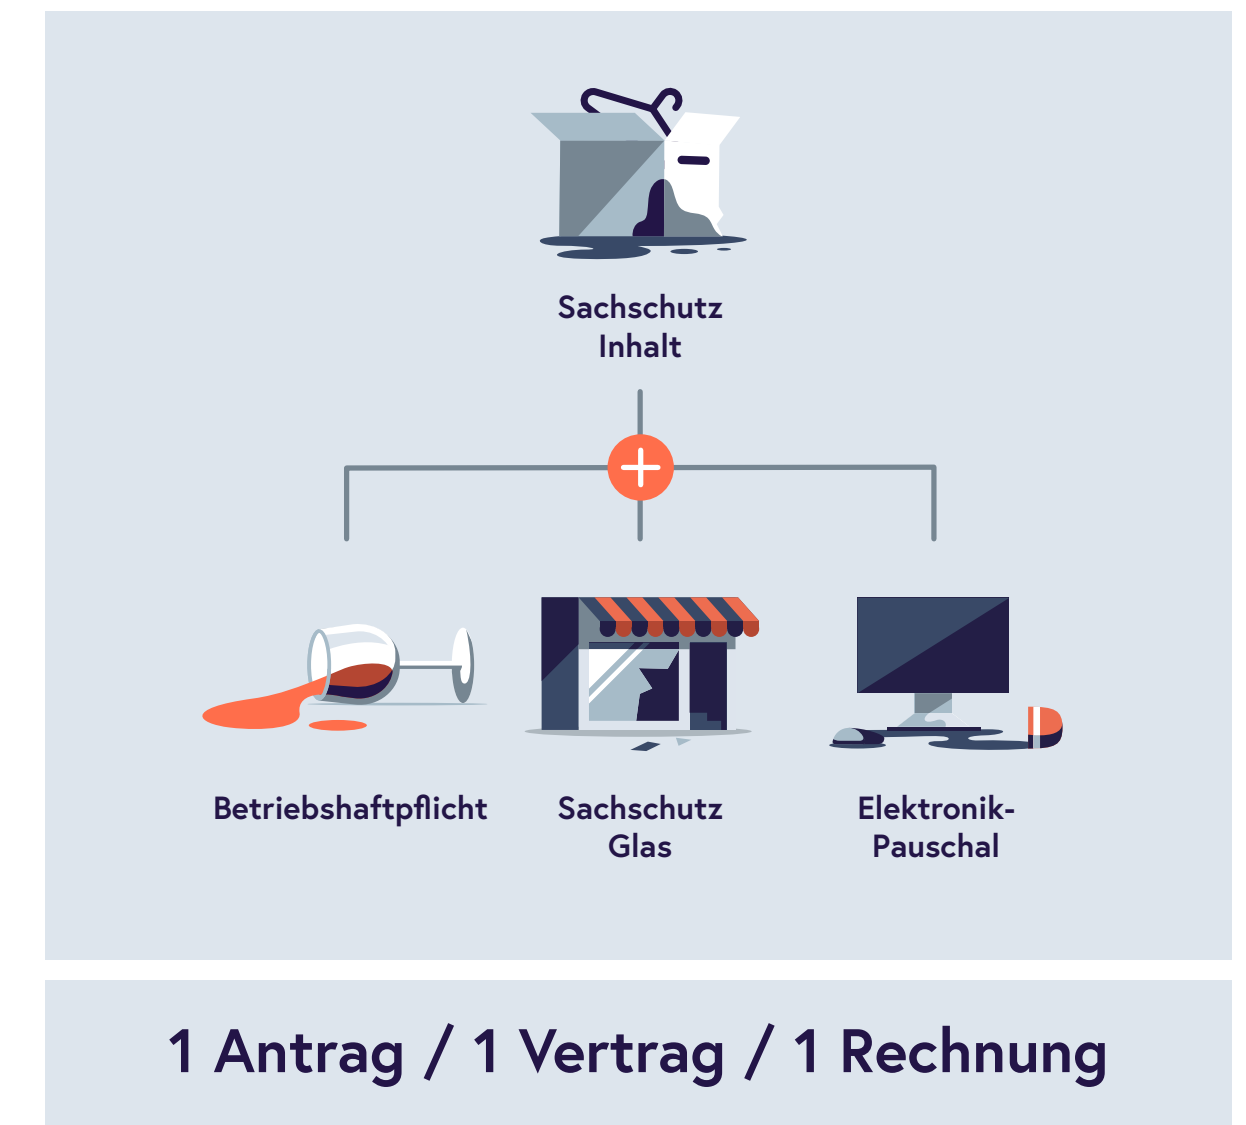 Sachschutz
Inhalt
Betriebshaftpflicht
Sachschutz
Glas
Elektronik-
Pauschal
1 Antrag / 1 Vertrag / 1 Rechnung